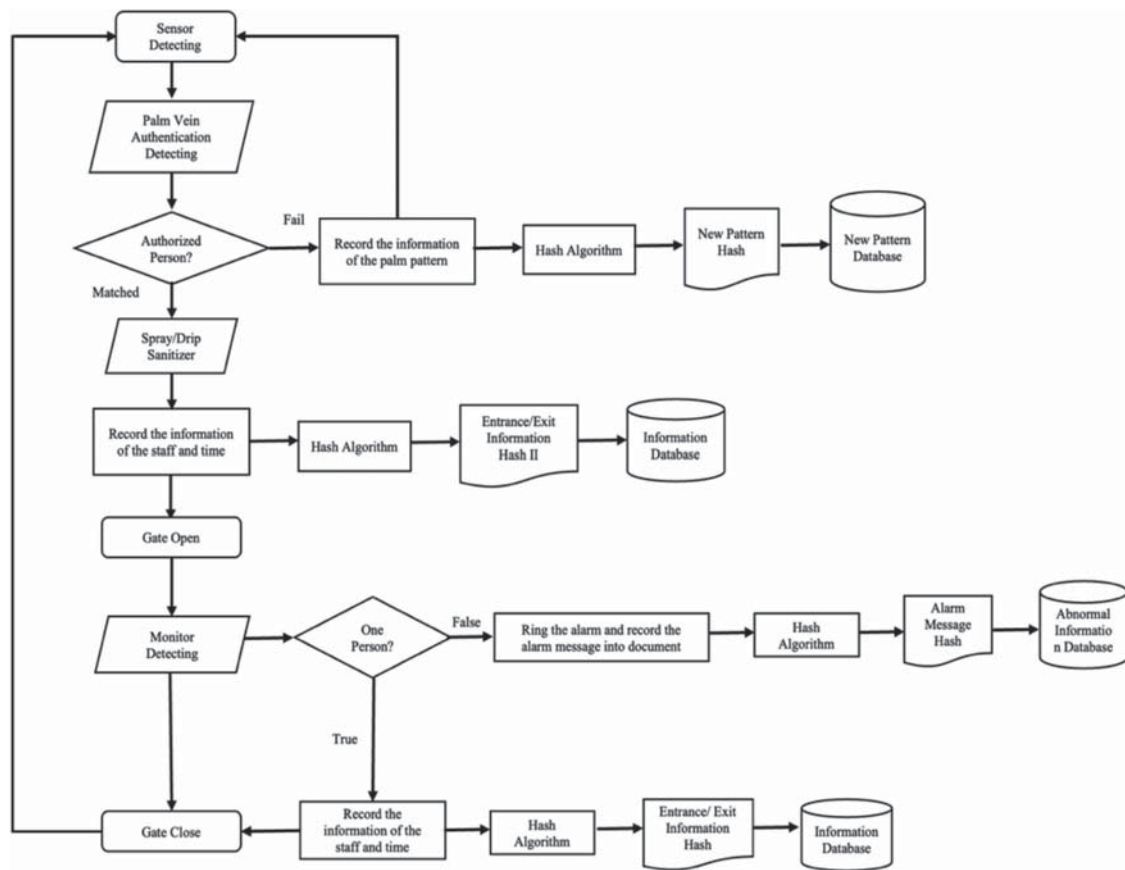 Sensor
Detecting
Palm Vein
Authentication
Detecting
Authorized
Person?
Fail
Record the information
of the palm pattern
Hash Algorithm
New Pattern
Hash
New Pattern
Database
Matched
Spray/Drip
Sanitizer
Record the information
of the staff and time
Hash Algorithm
Entrance/Exit
Information
Hash II
Information
Database
Gate Open
Monitor
Detecting
One
Person?
False
Ring the alarm and record the
alarm message into document
Hash
Algorithm
Alarm
Message
Hash
Abnormal
Informatio
n Database
True
Gate Close
Record the
information of the
staff and time
Hash
Algorithm
Entrance/ Exit
Information
Hash
Information
Database